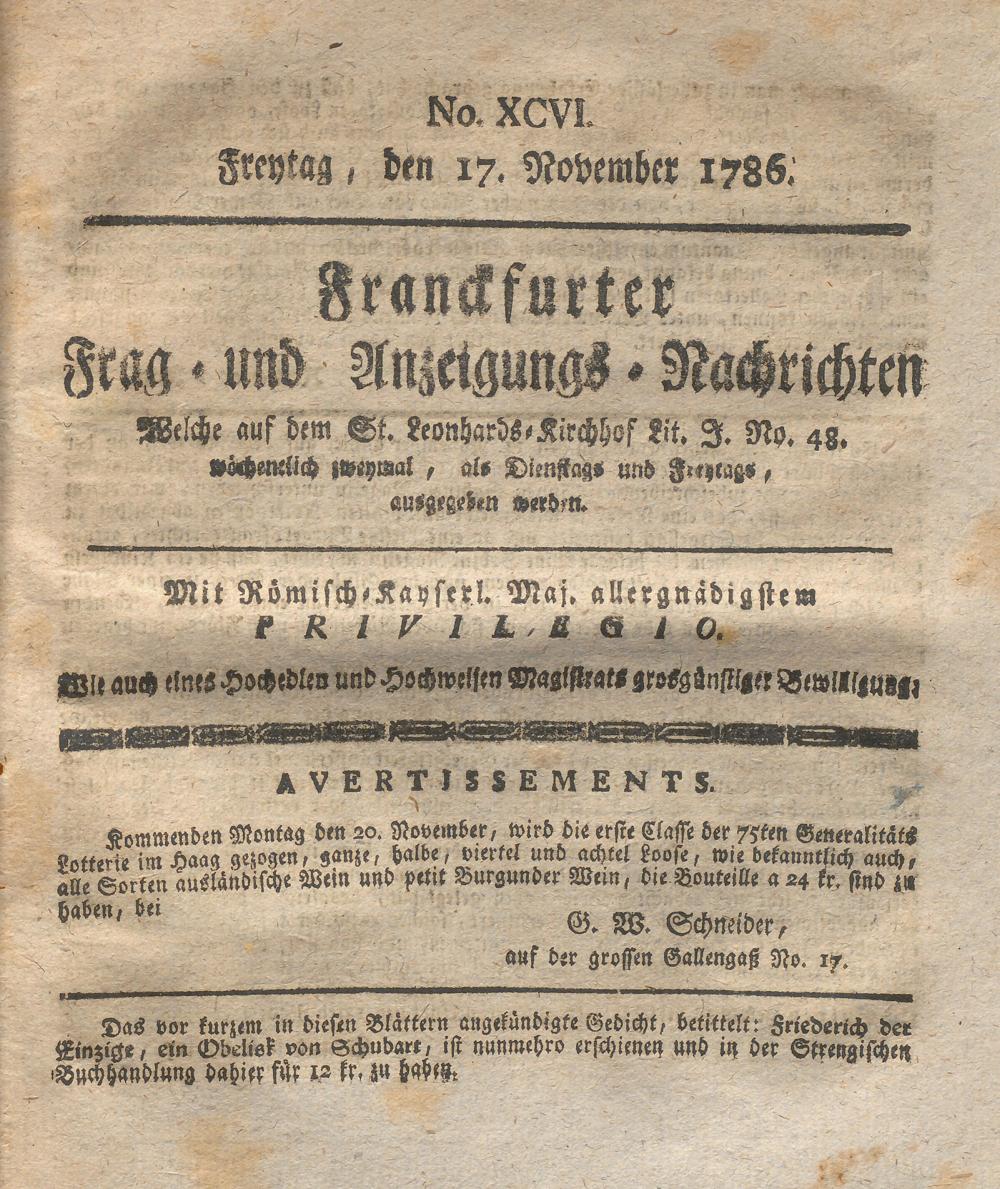 No. XCVI.
Freytag, den 17. November 1786.
Franckfurter
Frag - und Anzeigungs - Nachrichten
Welche auf dem St. Leonhards-Kirchhof Lit. J. No. 48.
wöchentlich zweymal, als Dienstags und Freytags,
ausgegeben werden.
Mit Römisch-Kayserl. Maj. allergnädigstem
PRIVILEGIO.
Wie auch eines Hochedlen und Hochweisen Magistrats grosgünstiger Bewilligung.
AVERTISSEMENTS.
Kommenden Montag den 20. November, wird die erste Classe der 75ten Generalitäts
Lotterie im Haag gezogen, ganze, halbe, viertel und achtel Loose, wie bekanntlich auch,
alle Sorten ausländische Wein und petit Burgunder Wein, die Bouteille a 24 kr. sind zu
haben, bei
G. W. Schneider,
auf der grossen Gallengaß No. 17.
Das vor kurzem in diesen Blättern angekündigte Gedicht, betittelt: Friederich der
Einzige, ein Obelisk von Schubart, ist nunmehro erschienen und in der Strengischen
Buchhandlung dahier für 12 kr. zu haben.